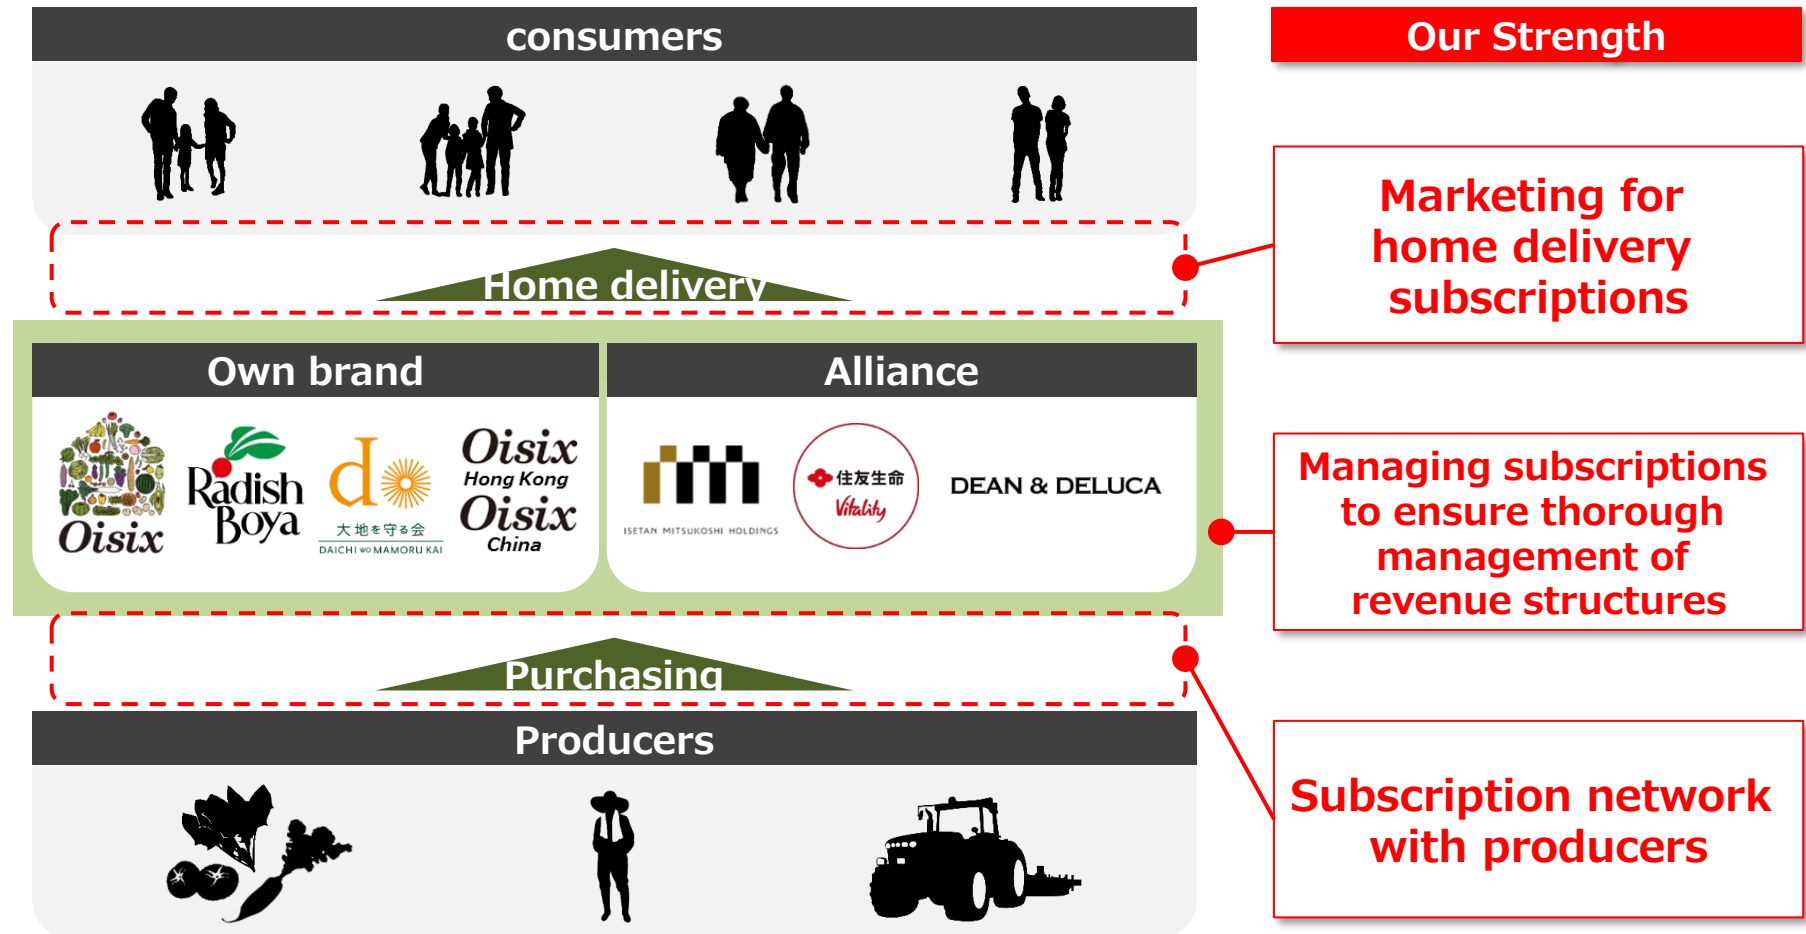 consumers
Our Strength
Marketing for
home delivery
subscriptions
Home delivery
Own brand
Alliance
Oisix
Radish
Boya
d
大地を守る会
DAICHI WO MAMORU KAI
Oisix
Hong Kong
Oisix
China
ISETAN MITSUKOSHI HOLDINGS
住友生命
Vitality
DEAN & DELUCA
Managing subscriptions
to ensure thorough
management of
revenue structures
Purchasing
Producers
Subscription network
with producers